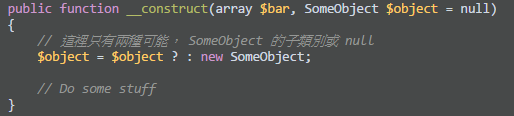 public function __construct(array $bar, SomeObject $object = null)
{
    // 這裡只有兩種可能， SomeObject 的子類別或 null
    $object = $object ? : new SomeObject;
    // Do some stuff
}